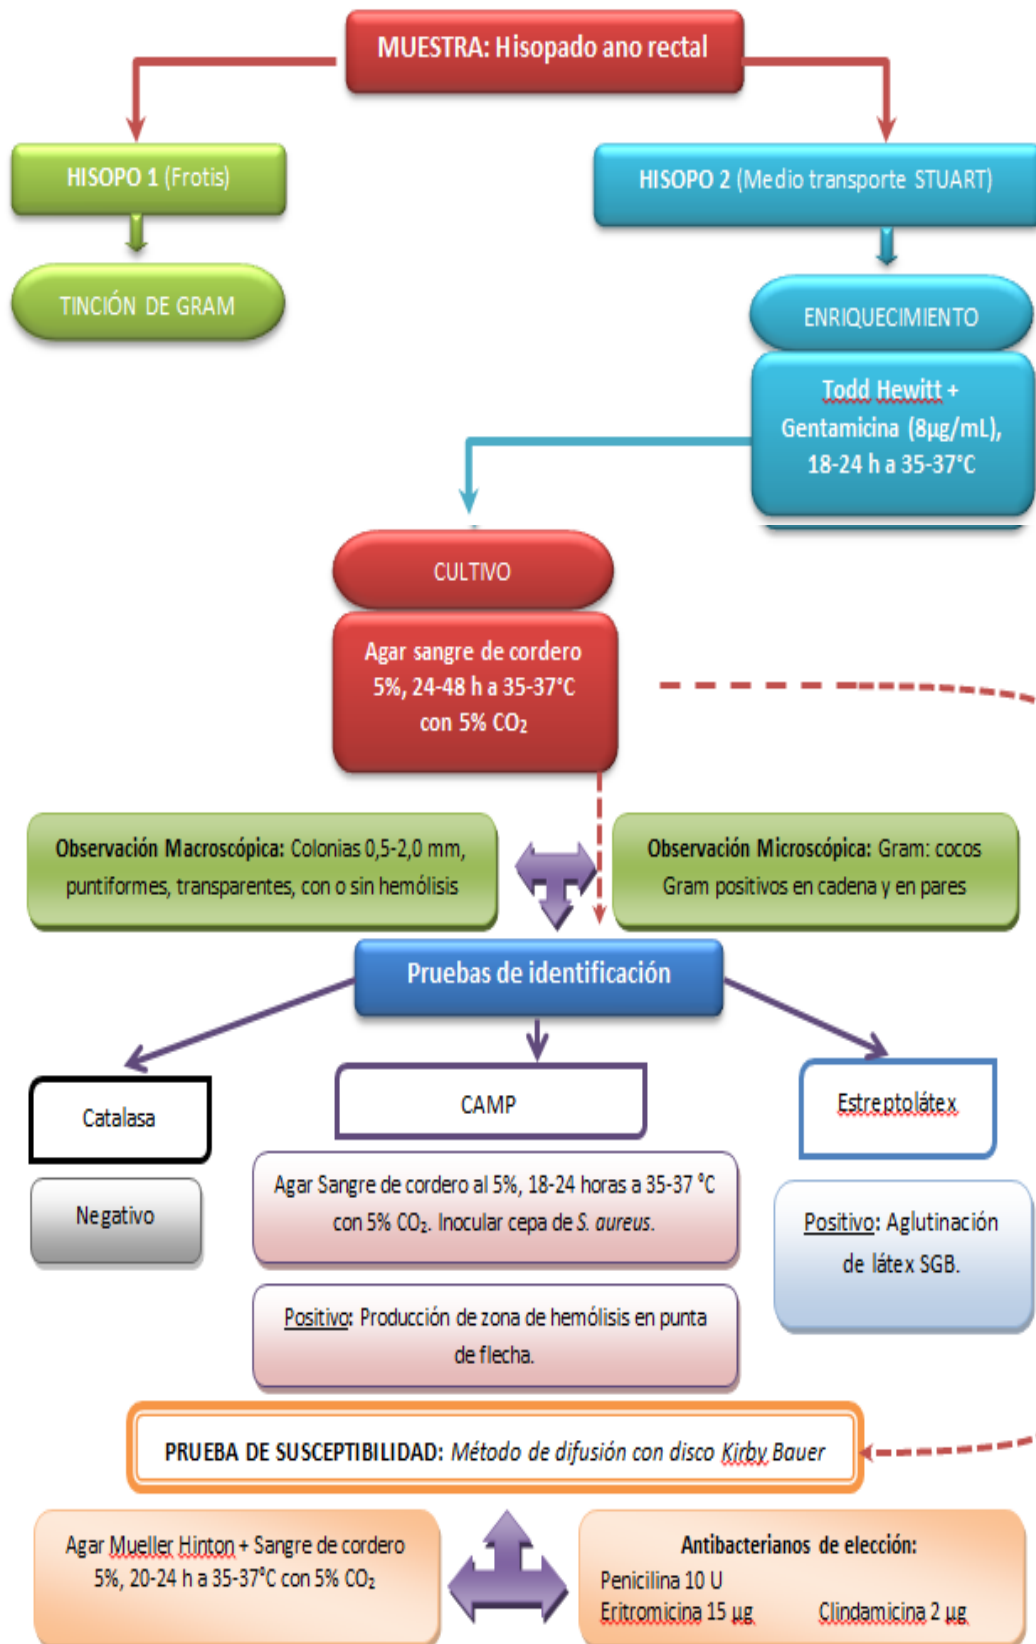 MUESTRA: Hisopado ano rectal
HISOPO 1 (Frotis)
HISOPO 2 (Medio transporte STUART)
TINCIÓN DE GRAM
ENRIQUECIMIENTO
Todd Hewitt +
Gentamicina (8µg/mL),
18-24 h a 35-37°C
CULTIVO
Agar sangre de cordero
5%, 24-48 h a 35-37°C
con 5% CO₂
Observación Macroscópica: Colonias 0,5-2,0 mm,
puntiformes, transparentes, con o sin hemólisis
Observación Microscópica: Gram: cocos
Gram positivos en cadena y en pares
Pruebas de identificación
Catalasa
Negativo
CAMP
Agar Sangre de cordero al 5%, 18-24 horas a 35-37 °C
con 5% CO₂. Inocular cepa de S. aureus.
Positivo: Producción de zona de hemólisis en punta
de flecha.
Estreptolátex
Positivo: Aglutinación
de látex SGB.
PRUEBA DE SUSCEPTIBILIDAD: Método de difusión con disco Kirby Bauer
Agar Mueller Hinton + Sangre de cordero
5%, 20-24 h a 35-37°C con 5% CO₂
Antibacterianos de elección:
Penicilina 10 U
Eritromicina 15 µg Clindamicina 2 µg